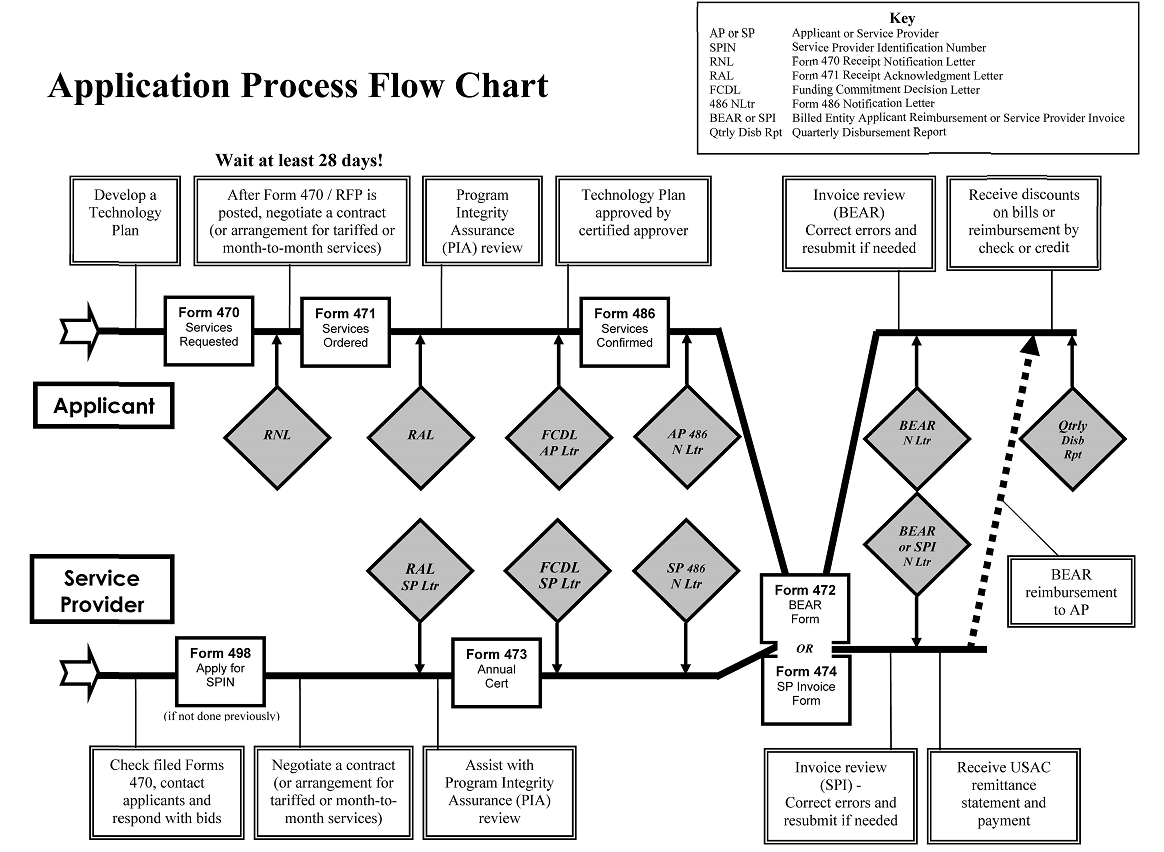 Key
AP or SP Applicant or Service Provider
SPIN Service Provider Identification Number
RNL Form 470 Receipt Notification Letter
RAL Form 471 Receipt Acknowledgment Letter
FCDL Funding Commitment Decision Letter
486 NLtr Form 486 Notification Letter
BEAR or SPI Billed Entity Applicant Reimbursement or Service Provider Invoice
Qtrly Disb Rpt Quarterly Disbursement Report
Application Process Flow Chart
Wait at least 28 days!
Develop a
Technology
Plan
After Form 470 / RFP is
posted, negotiate a contract
(or arrangement for tariffed or
month-to-month services)
Program
Integrity
Assurance
(PIA) review
Technology Plan
approved by
certified approver
Invoice review
(BEAR)
Correct errors and
resubmit if needed
Receive discounts
on bills or
reimbursement by
check or credit
Form 470
Services
Requested
Form 471
Services
Ordered
Form 486
Services
Confirmed
Applicant
RNL
RAL
FCDL
AP Ltr
AP 486
N Ltr
BEAR
N Ltr
Qtrly
Disb
Rpt
RAL
SP Ltr
FCDL
SP Ltr
SP 486
N Ltr
BEAR
or SPI
N Ltr
BEAR
reimbursement
to AP
Service
Provider
Form 472
BEAR
Form
OR
Form 474
SP Invoice
Form
Form 498
Apply for
SPIN
(if not done previously)
Form 473
Annual
Cert
Check filed Forms
470, contact
applicants and
respond with bids
Negotiate a contract
(or arrangement for
tariffed or month-to-
month services)
Assist with
Program Integrity
Assurance (PIA)
review
Invoice review
(SPI) -
Correct errors and
resubmit if needed
Receive USAC
remittance
statement and
payment